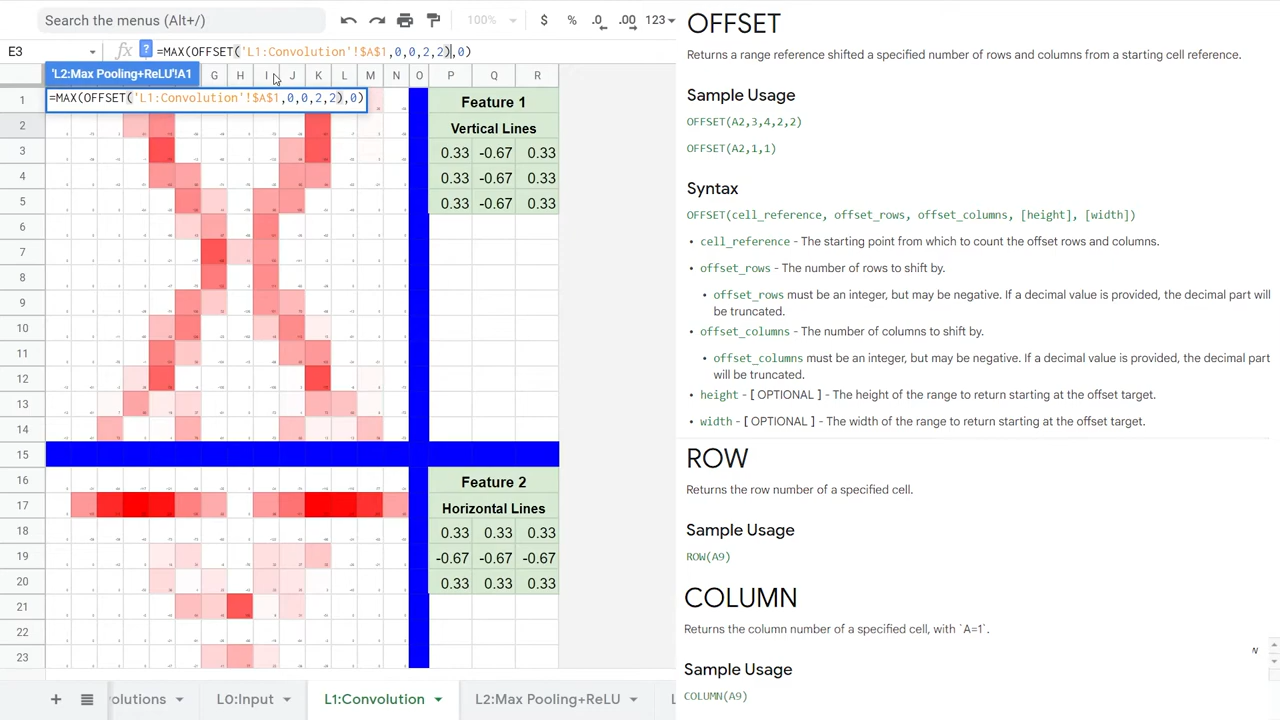 Search the menus (Alt+/)
100%
$ % .0 .00 123
E3
fx ? =MAX(OFFSET('L1:Convolution'!$A$1,0,0,2,2),0)
'L2:Max Pooling+ReLU'!A1
G H I J K L M N O P Q R
=MAX(OFFSET('L1:Convolution'!$A$1,0,0,2,2),0)
1
Feature 1
2
Vertical Lines
3
0.33 -0.67 0.33
4
0.33 -0.67 0.33
5
0.33 -0.67 0.33
6
7
8
9
10
11
12
13
14
15
16
Feature 2
17
Horizontal Lines
18
0.33 0.33 0.33
19
-0.67 -0.67 -0.67
20
0.33 0.33 0.33
21
22
23
+ olutions L0:Input L1:Convolution L2:Max Pooling+ReLU
OFFSET
Returns a range reference shifted a specified number of rows and columns from a starting cell reference.
Sample Usage
OFFSET(A2,3,4,2,2)
OFFSET(A2,1,1)
Syntax
OFFSET(cell_reference, offset_rows, offset_columns, [height], [width])
• cell_reference - The starting point from which to count the offset rows and columns.
• offset_rows - The number of rows to shift by.
• offset_rows must be an integer, but may be negative. If a decimal value is provided, the decimal part will
be truncated.
• offset_columns - The number of columns to shift by.
• offset_columns must be an integer, but may be negative. If a decimal value is provided, the decimal part
will be truncated.
• height - [ OPTIONAL ] - The height of the range to return starting at the offset target.
• width - [ OPTIONAL ] - The width of the range to return starting at the offset target.
ROW
Returns the row number of a specified cell.
Sample Usage
ROW(A9)
COLUMN
Returns the column number of a specified cell, with `A=1`.
Sample Usage
COLUMN(A9)